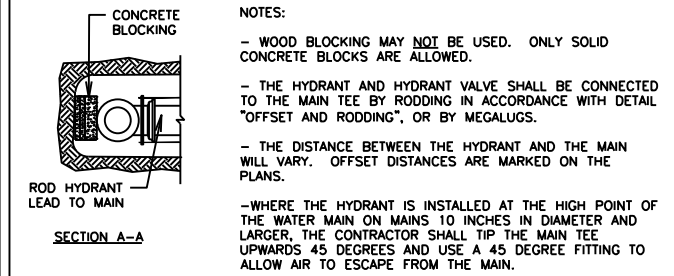 CONCRETE
BLOCKING
ROD HYDRANT
LEAD TO MAIN
SECTION A-A
NOTES:
- WOOD BLOCKING MAY NOT BE USED. ONLY SOLID
CONCRETE BLOCKS ARE ALLOWED.
- THE HYDRANT AND HYDRANT VALVE SHALL BE CONNECTED
TO THE MAIN TEE BY RODDING IN ACCORDANCE WITH DETAIL
"OFFSET AND RODDING", OR BY MEGALUGS.
- THE DISTANCE BETWEEN THE HYDRANT AND THE MAIN
WILL VARY. OFFSET DISTANCES ARE MARKED ON THE
PLANS.
-WHERE THE HYDRANT IS INSTALLED AT THE HIGH POINT OF
THE WATER MAIN ON MAINS 10 INCHES IN DIAMETER AND
LARGER, THE CONTRACTOR SHALL TIP THE MAIN TEE
UPWARDS 45 DEGREES AND USE A 45 DEGREE FITTING TO
ALLOW AIR TO ESCAPE FROM THE MAIN.